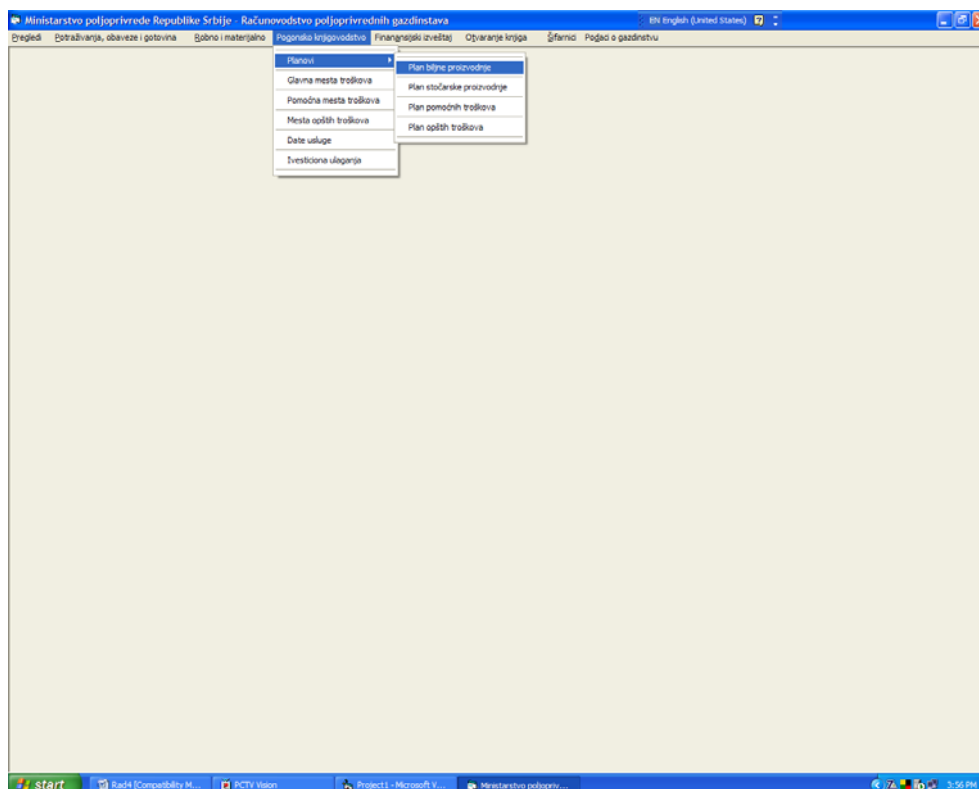 Ministarstvo poljoprivrede Republike Srbije - Računovodstvo poljoprivrednih gazdinstava
EN English (United States)
Pregledi Potraživanja, obaveze i gotovina Robno i materijalno Pogonsko knjigovodstvo Finanansijski izveštaj Otvaranje knjiga Šifarnici Podaci o gazdinstvu
Planovi
Glavna mesta troškova
Pomoćna mesta troškova
Mesta opštih troškova
Date usluge
Ivesticiona ulaganja
Plan biljne proizvodnje
Plan stočarske proizvodnje
Plan pomoćnih troškova
Plan opštih troškova
start Rad4 [Compatibility M... PCTV Vision Project1 - Microsoft V... Ministarstvo poljopriv... 3:56 PM